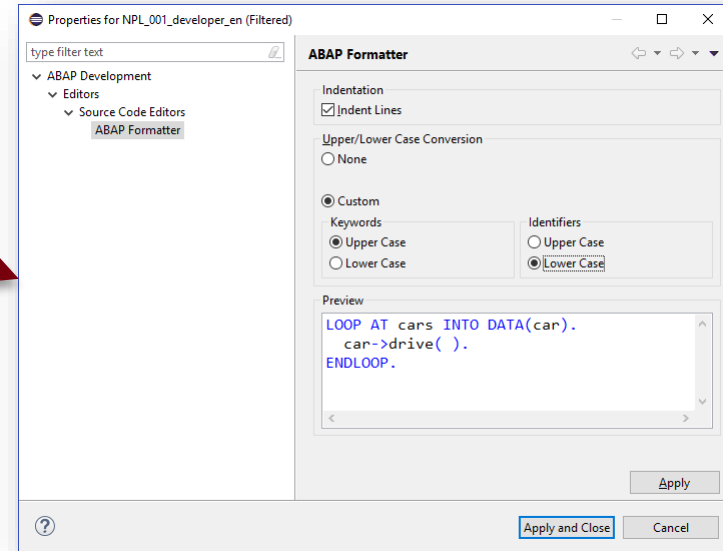 Properties for NPL_001_developer_en (Filtered)
type filter text
ABAP Development
Editors
Source Code Editors
ABAP Formatter
ABAP Formatter
Indentation
Indent Lines
Upper/Lower Case Conversion
None
Custom
Keywords
Upper Case
Lower Case
Identifiers
Upper Case
Lower Case
Preview
LOOP AT cars INTO DATA(car).
  car->drive( ).
ENDLOOP.
Apply
Apply and Close
Cancel